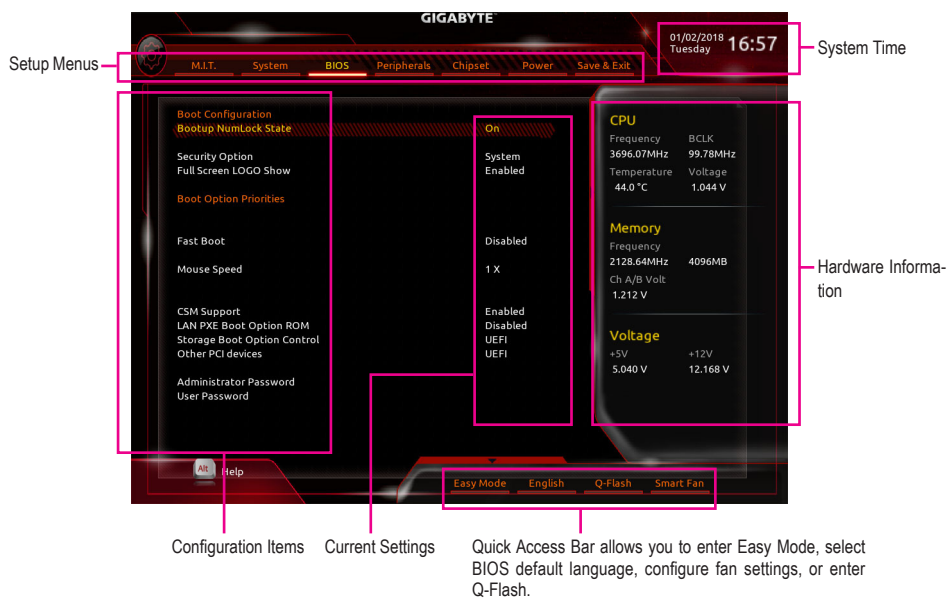 GIGABYTE
01/02/2018
Tuesday 16:57
System Time
Setup Menus
M.I.T. System BIOS Peripherals Chipset Power Save & Exit
Boot Configuration
Bootup NumLock State On
Security Option System
Full Screen LOGO Show Enabled
Boot Option Priorities
Fast Boot Disabled
Mouse Speed 1 X
CSM Support Enabled
LAN PXE Boot Option ROM Disabled
Storage Boot Option Control UEFI
Other PCI devices UEFI
Administrator Password
User Password
CPU
Frequency BCLK
3696.07MHz 99.78MHz
Temperature Voltage
44.0 °C 1.044 V
Memory
Frequency
2128.64MHz 4096MB
Ch A/B Volt
1.212 V
Voltage
+5V +12V
5.040 V 12.168 V
Hardware Informa-
tion
Alt Help
Easy Mode English Q-Flash Smart Fan
Configuration Items
Current Settings
Quick Access Bar allows you to enter Easy Mode, select
BIOS default language, configure fan settings, or enter
Q-Flash.